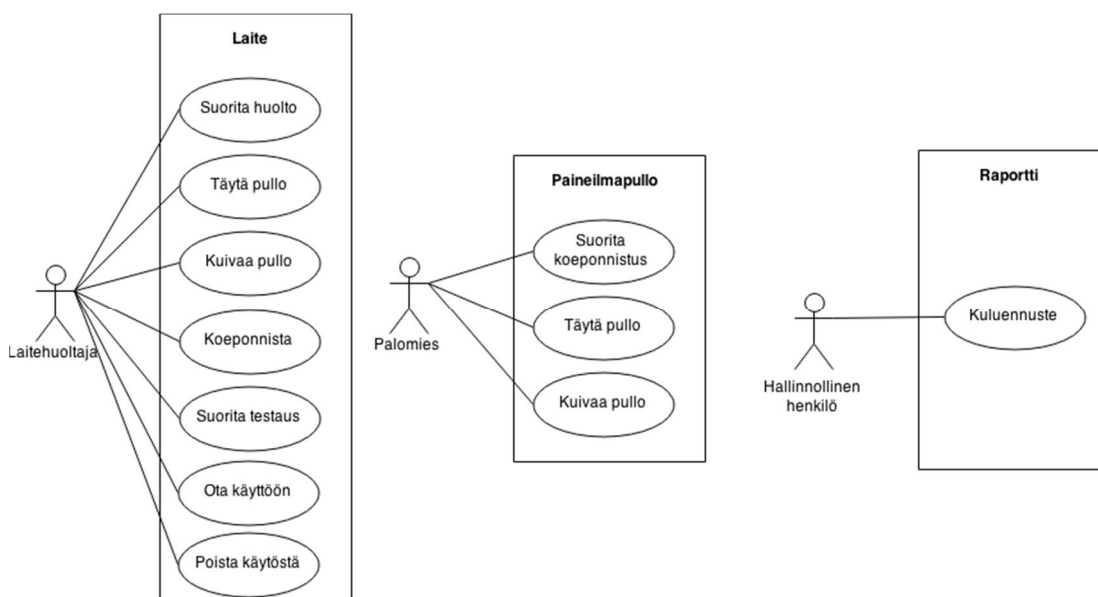 Laite
Suorita huolto
Täytä pullo
Kuivaa pullo
Koeponnista
Suorita testaus
Ota käyttöön
Poista käytöstä
Laitehuoltaja
Paineilmapullo
Suorita
koeponnistus
Täytä pullo
Kuivaa pullo
Palomies
Raportti
Kuluennuste
Hallinnollinen
henkilö